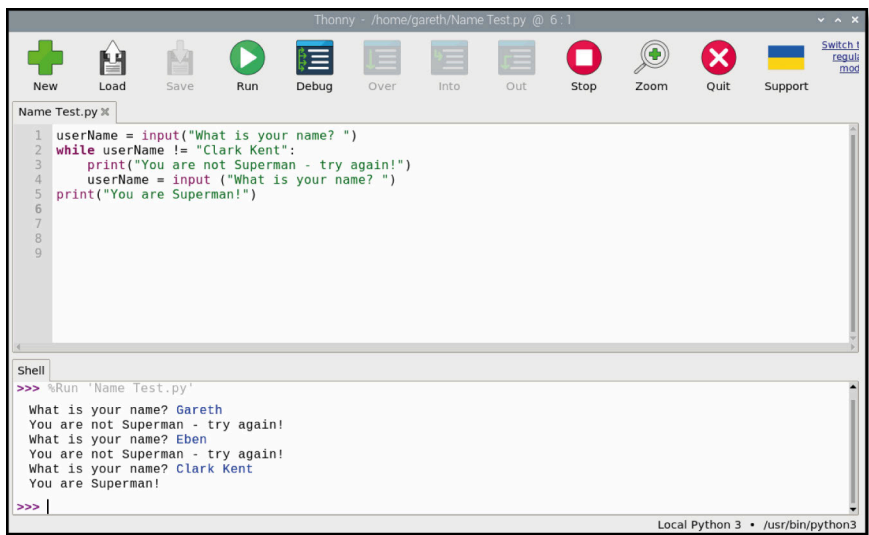 Thonny - /home/gareth/Name Test.py @ 6:1
New Load Save Run Debug Over Into Out Stop Zoom Quit Support
Switch t
regula
mod
Name Test.py
1 userName = input("What is your name? ")
2 while userName != "Clark Kent":
3     print("You are not Superman - try again!")
4     userName = input ("What is your name? ")
5 print("You are Superman!")
6
7
8
9
Shell
>>> %Run 'Name Test.py'
What is your name? Gareth
You are not Superman - try again!
What is your name? Eben
You are not Superman - try again!
What is your name? Clark Kent
You are Superman!
>>>
Local Python 3 • /usr/bin/python3